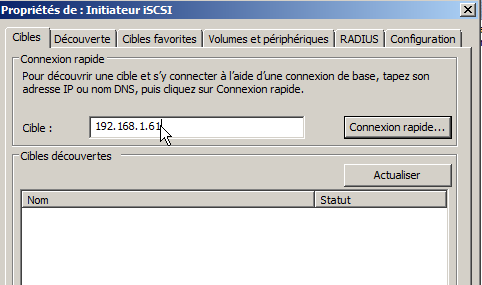 Propriétés de : Initiateur iSCSI
Cibles Découverte Cibles favorites Volumes et périphériques RADIUS Configuration
Connexion rapide
Pour découvrir une cible et s'y connecter à l'aide d'une connexion de base, tapez son
adresse IP ou nom DNS, puis cliquez sur Connexion rapide.
Cible : 192.168.1.61 Connexion rapide...
Cibles découvertes
Actualiser
Nom Statut